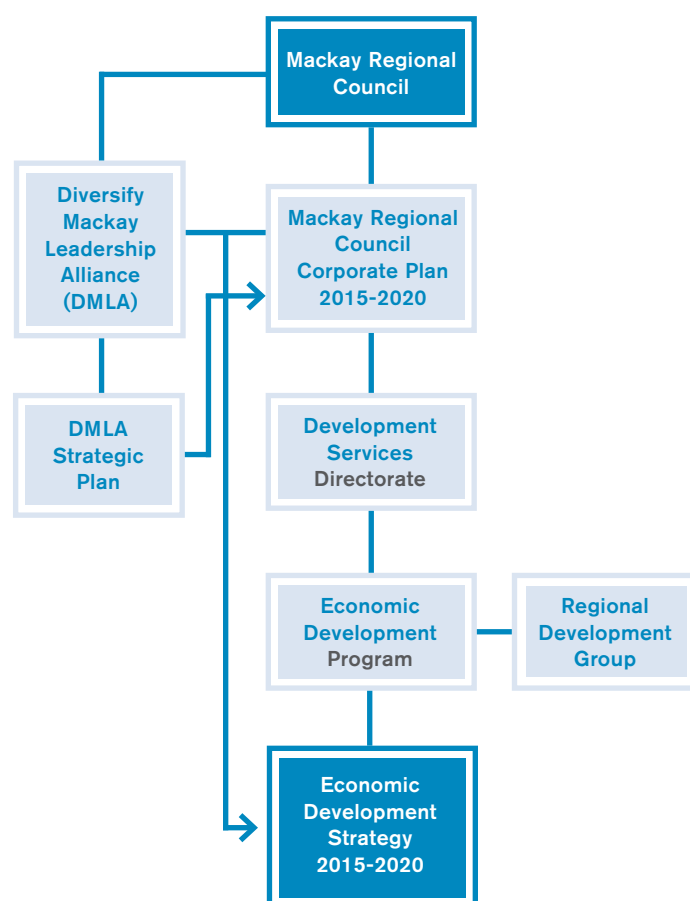 Mackay Regional
Council
Diversify
Mackay
Leadership
Alliance
(DMLA)
Mackay Regional
Council
Corporate Plan
2015-2020
DMLA
Strategic
Plan
Development
Services
Directorate
Economic
Development
Program
Regional
Development
Group
Economic
Development
Strategy
2015-2020